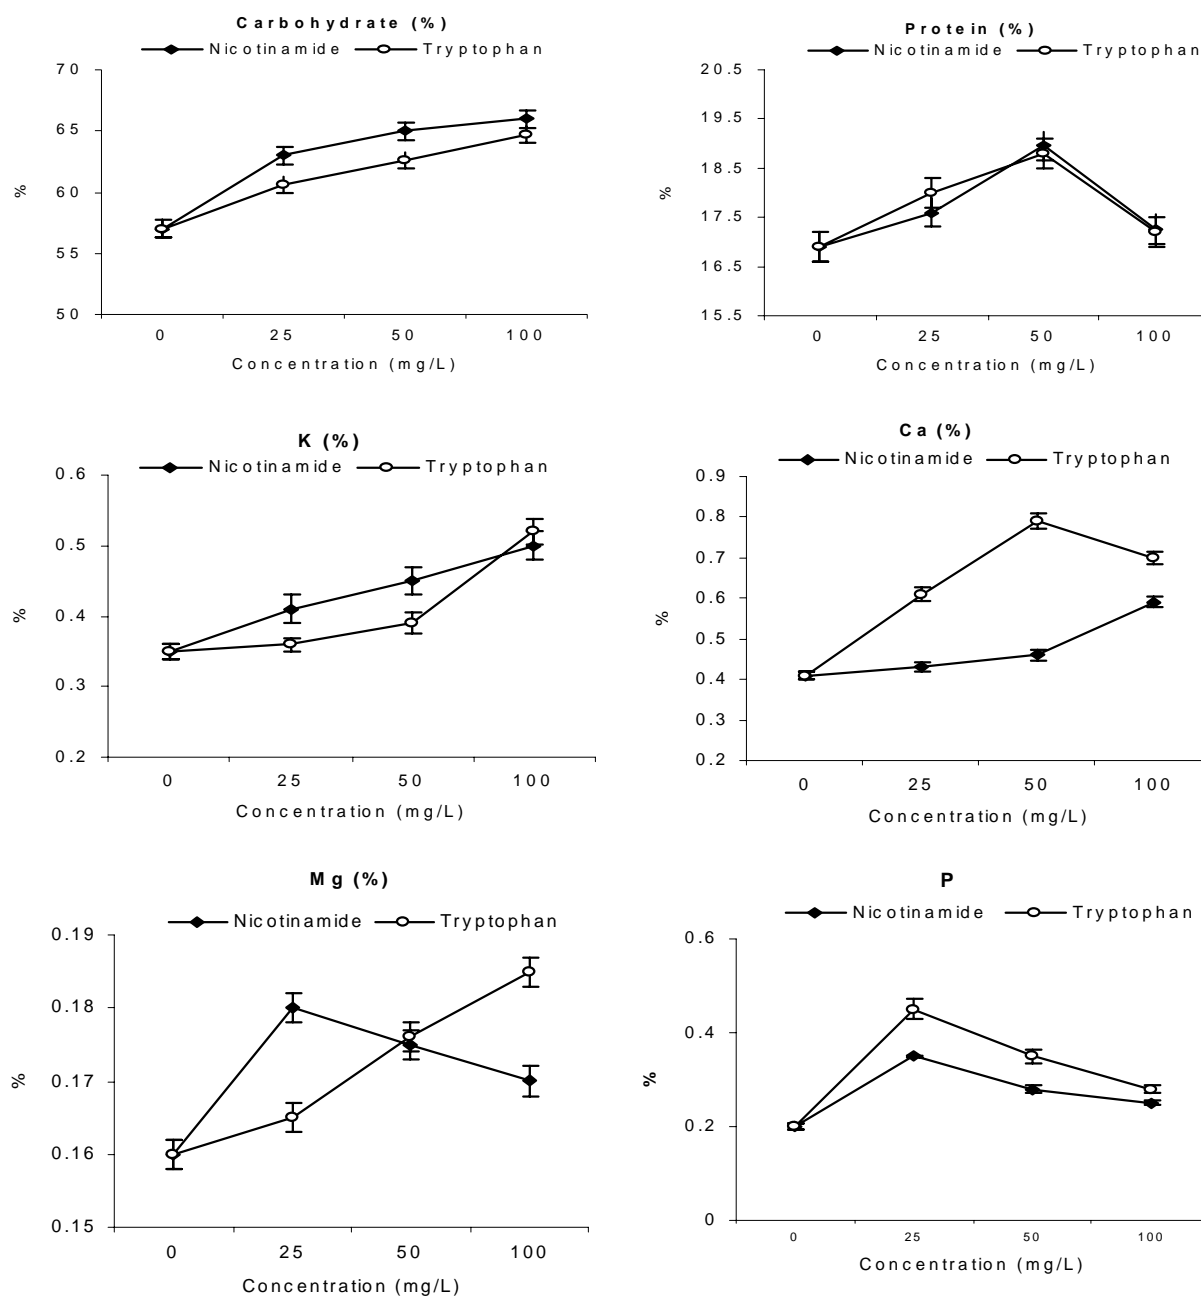 Carbohydrate (%)
Nicotinamide Tryptophan
70
65
60
55
50
%
0 25 50 100
Concentration (mg/L)
Protein (%)
Nicotinamide Tryptophan
20.5
19.5
18.5
17.5
16.5
15.5
%
0 25 50 100
Concentration (mg/L)
K (%)
Nicotinamide Tryptophan
0.6
0.5
0.4
0.3
0.2
%
0 25 50 100
Concentration (mg/L)
Ca (%)
Nicotinamide Tryptophan
0.9
0.8
0.7
0.6
0.5
0.4
0.3
0.2
%
0 25 50 100
Concentration (mg/L)
Mg (%)
Nicotinamide Tryptophan
0.19
0.18
0.17
0.16
0.15
%
0 25 50 100
Concentration (mg/L)
P
Nicotinamide Tryptophan
0.6
0.4
0.2
0
%
0 25 50 100
Concentration (mg/L)